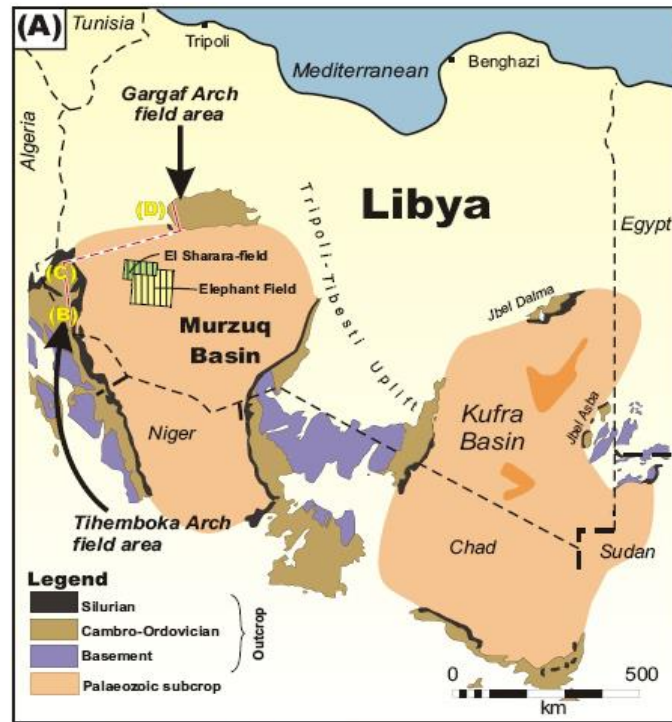 (A)
Tunisia
Tripoli
Mediterranean
Benghazi
Gargaf Arch
field area
Algeria
(D)
Libya
Egypt
Tripoli-Tibesti Uplift
(C)
El Sharara-field
Elephant Field
(B)
Murzuq
Basin
Jbel Dalma
Kufra
Basin
Jbel Asba
Niger
Tihemboka Arch
field area
Chad
Sudan
Legend
Silurian
Cambro-Ordovician
Basement
Outcrop
Palaeozoic subcrop
0 500
km